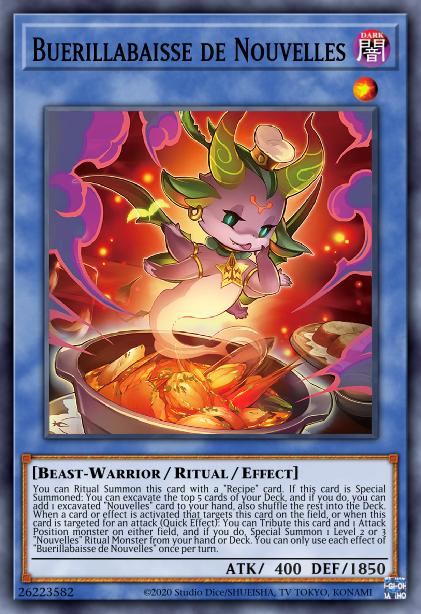 BUERILLABAISSE DE NOUVELLES
DARK
闇
[BEAST-WARRIOR / RITUAL / EFFECT]
You can Ritual Summon this card with a "Recipe" card. If this card is Special
Summoned: You can excavate the top 5 cards of your Deck, and if you do, you can
add 1 excavated "Nouvelles" card to your hand, also shuffle the rest into the Deck.
When a card or effect is activated that targets this card on the field, or when this
card is targeted for an attack (Quick Effect): You can Tribute this card and 1 Attack
Position monster on either field, and if you do, Special Summon 1 Level 2 or 3
"Nouvelles" Ritual Monster from your hand or Deck. You can only use each effect of
"Buerillabaisse de Nouvelles" once per turn.
ATK/ 400 DEF/1850
26223582
©2020 Studio Dice/SHUEISHA, TV TOKYO, KONAMI